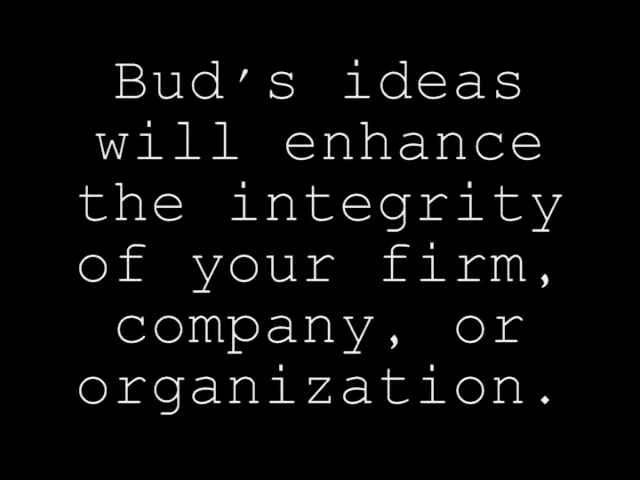 Bud's ideas
will enhance
the integrity
of your firm,
company, or
organization.